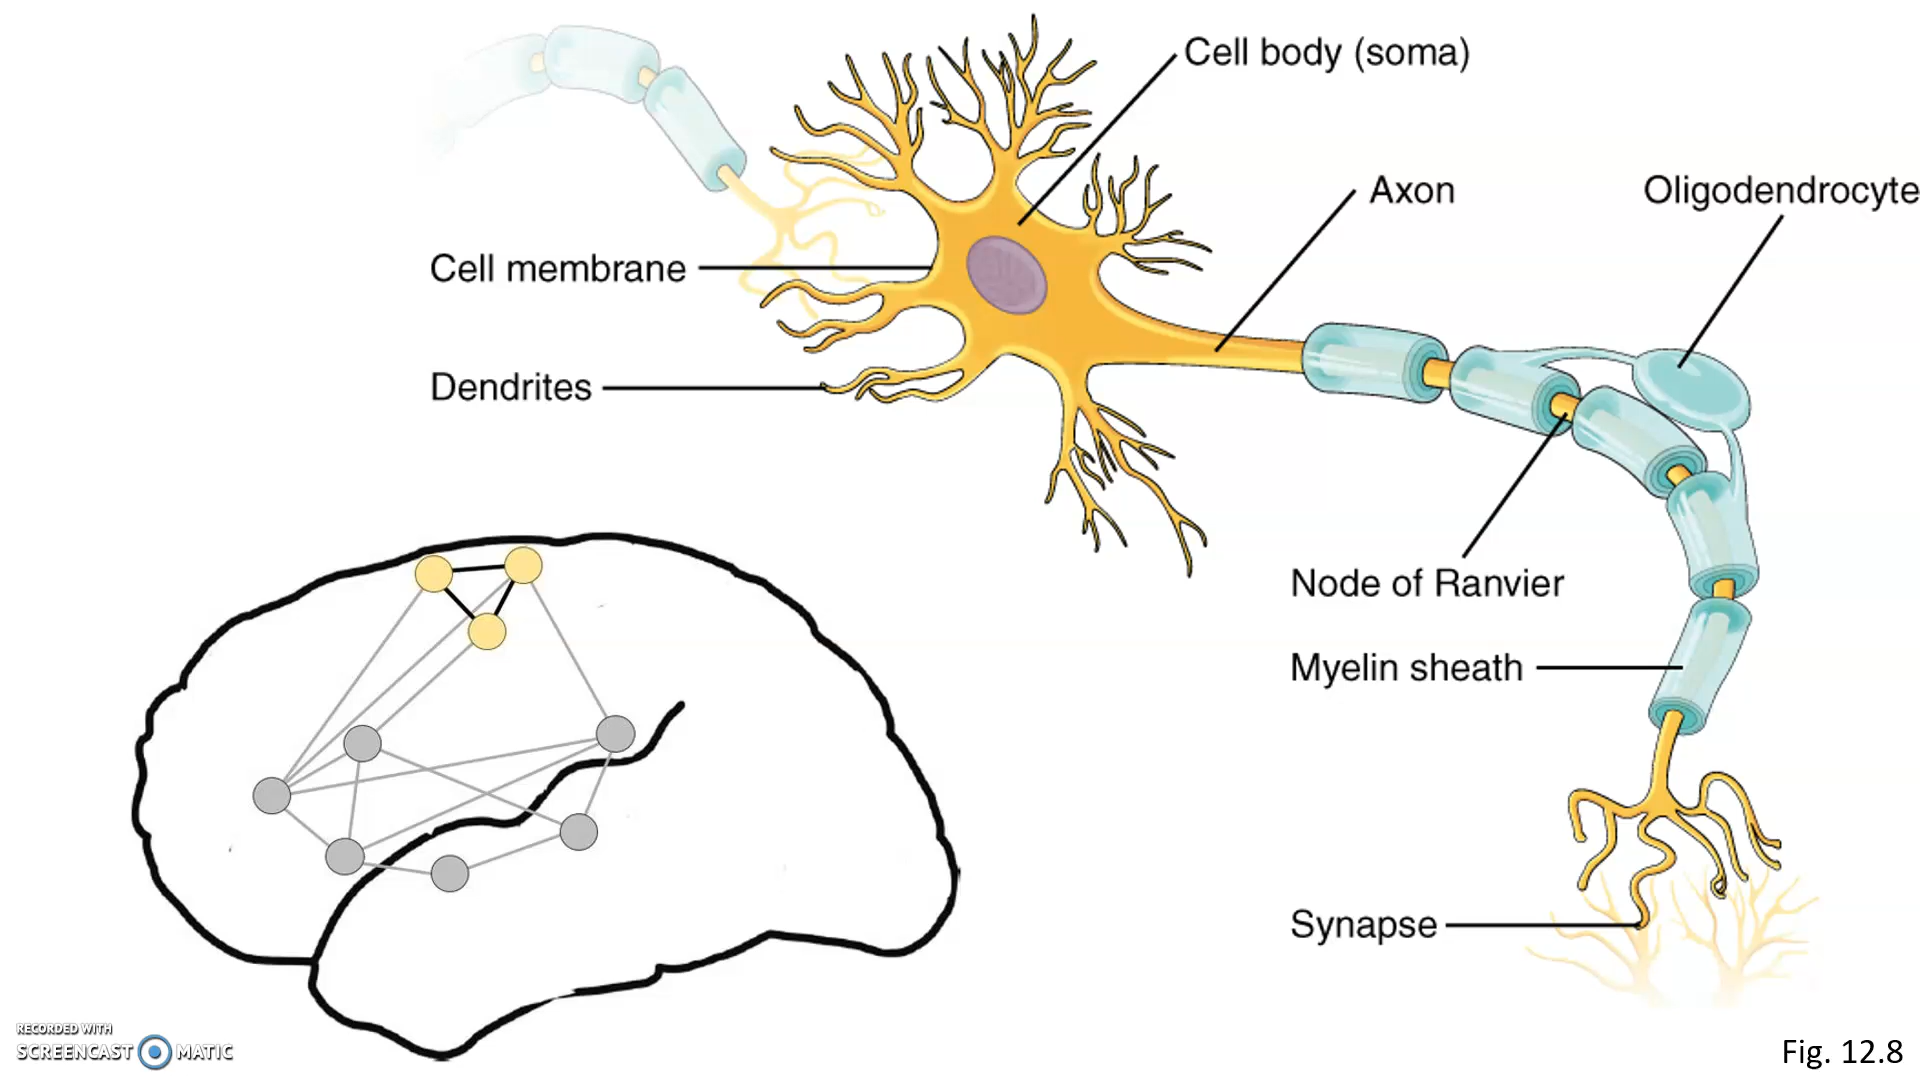 Cell body (soma)
Axon
Oligodendrocyte
Cell membrane
Dendrites
Node of Ranvier
Myelin sheath
Synapse
RECORDED WITH
SCREENCAST MATIC
Fig. 12.8